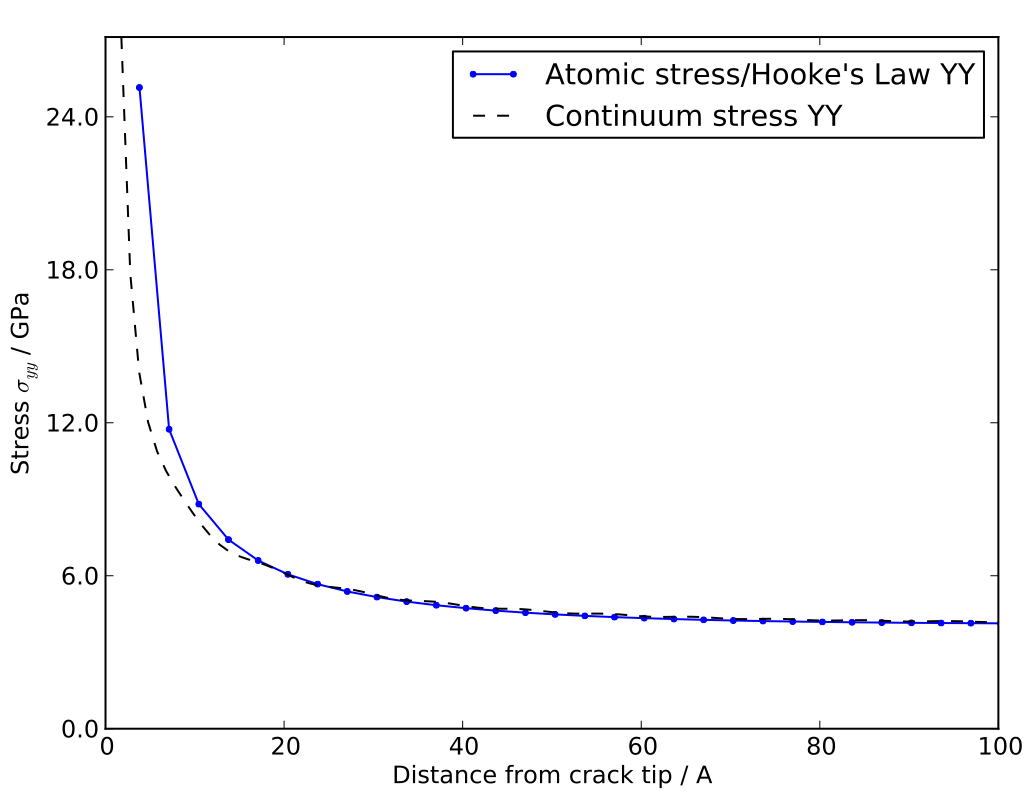 Atomic stress/Hooke's Law YY
Continuum stress YY
Stress σyy / GPa
24.0
18.0
12.0
6.0
0.0
0 20 40 60 80 100
Distance from crack tip / A